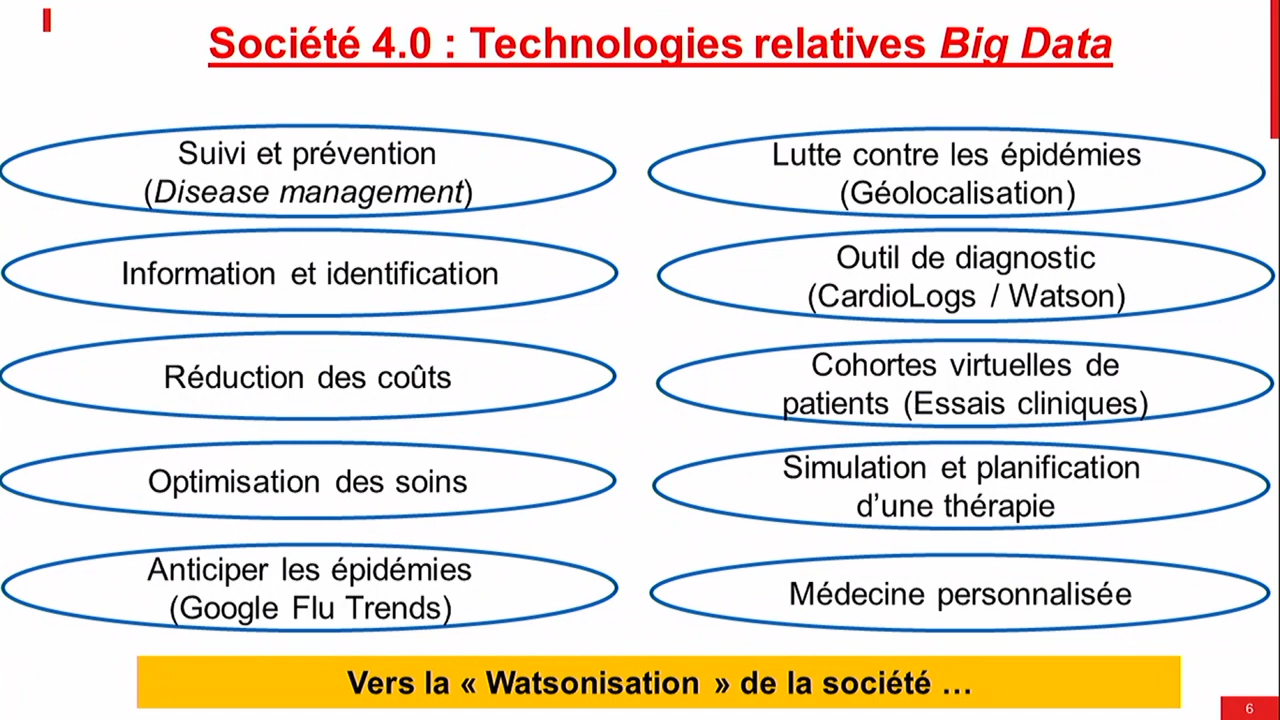 Société 4.0 : Technologies relatives Big Data
Suivi et prévention
(Disease management)
Information et identification
Réduction des coûts
Optimisation des soins
Anticiper les épidémies
(Google Flu Trends)
Lutte contre les épidémies
(Géolocalisation)
Outil de diagnostic
(CardioLogs / Watson)
Cohortes virtuelles de
patients (Essais cliniques)
Simulation et planification
d’une thérapie
Médecine personnalisée
Vers la « Watsonisation » de la société …
6